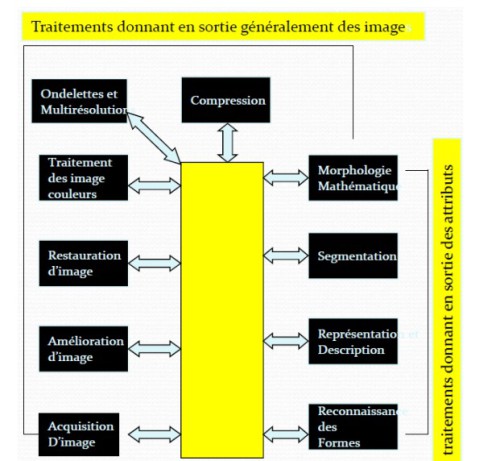 Traitements donnant en sortie généralement des images
Ondelettes et
Multirésolution
Compression
Traitement
des image
couleurs
Morphologie
Mathématique
Restauration
d'image
Segmentation
Amélioration
d'image
Représentation et
Description
Acquisition
D'image
Reconnaissance
des
Formes
traitements donnant en sortie des attributs